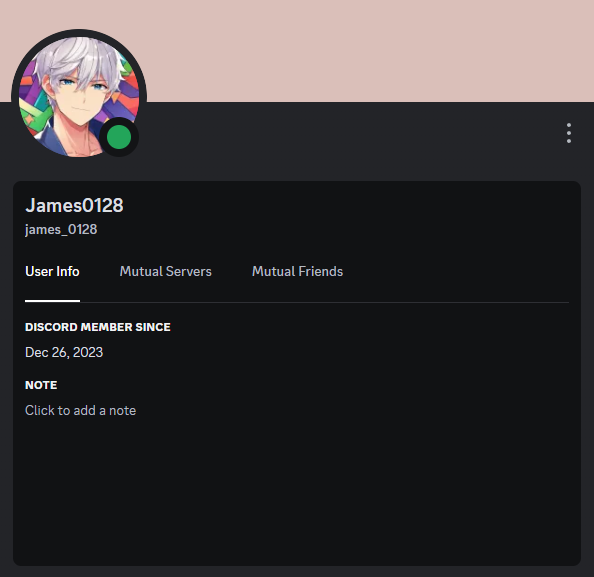 James0128
james_0128
User Info Mutual Servers Mutual Friends
DISCORD MEMBER SINCE
Dec 26, 2023
NOTE
Click to add a note